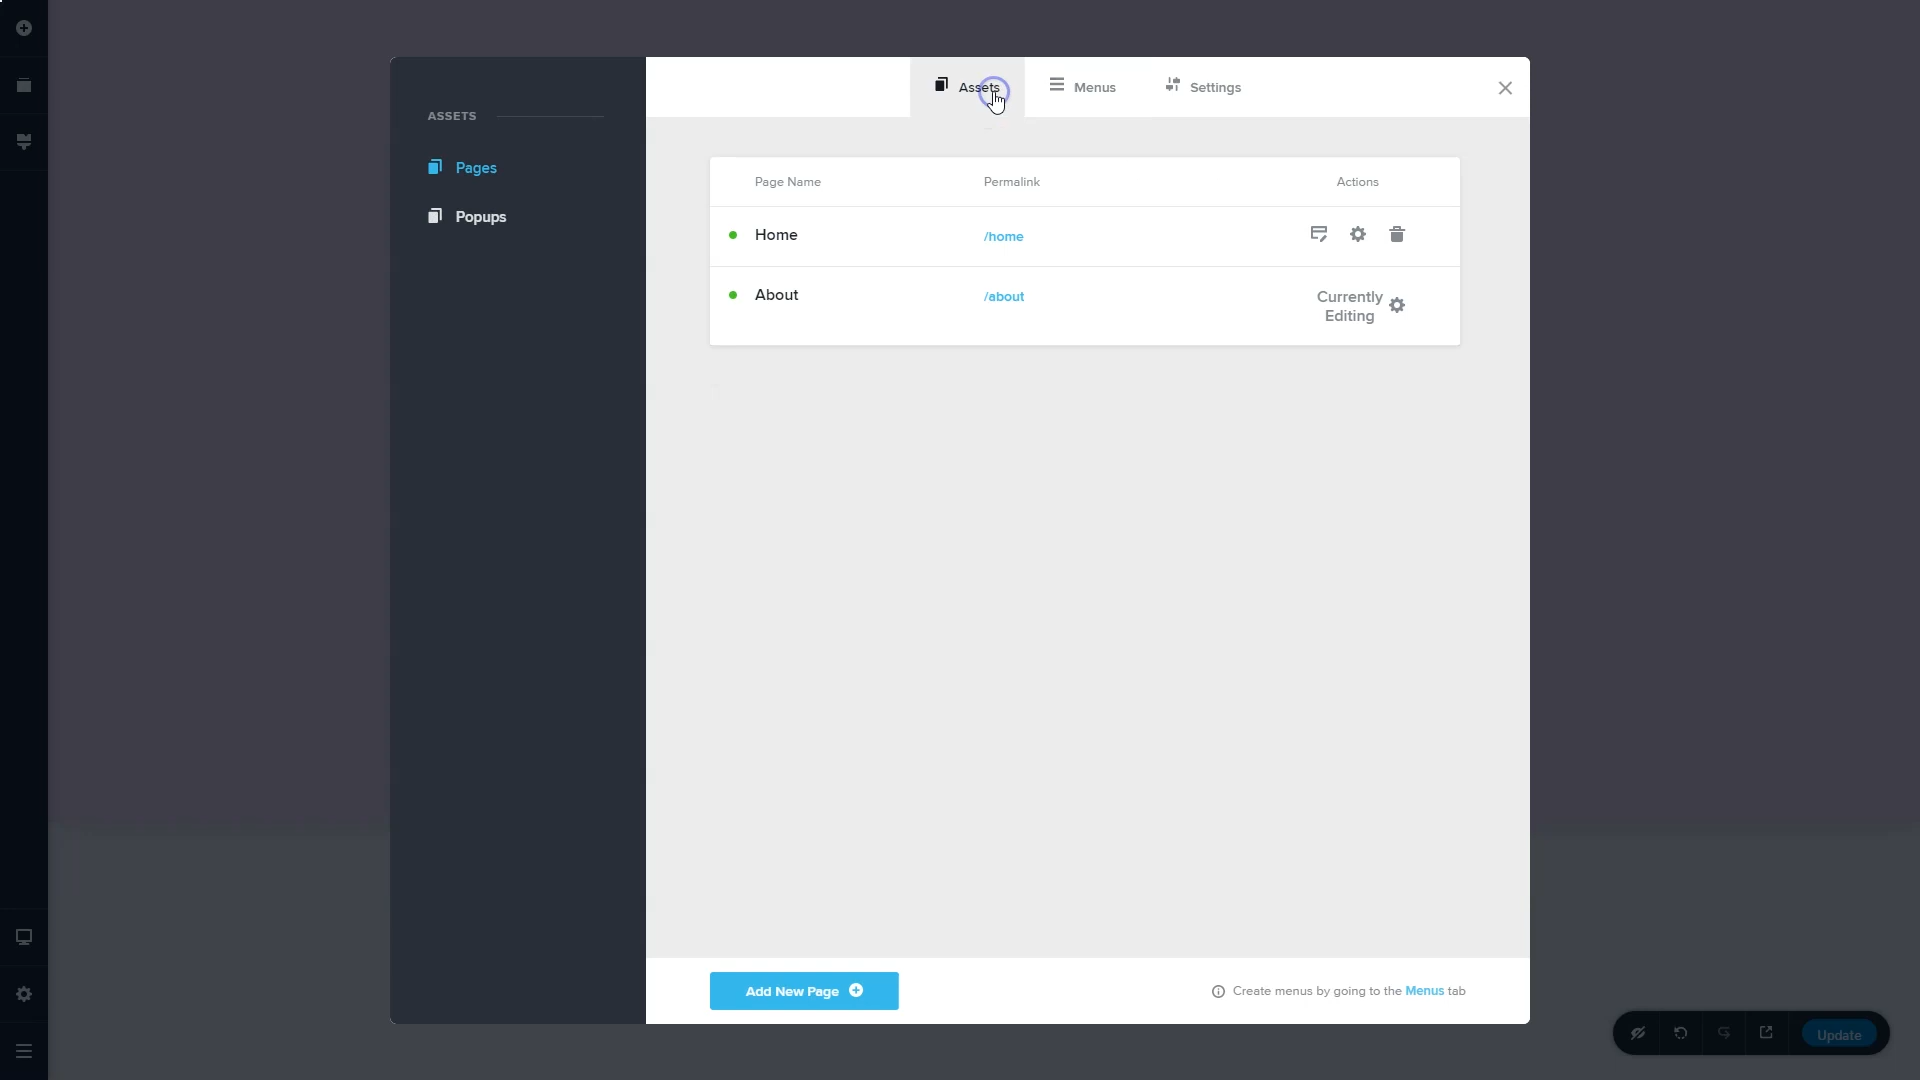 Assets
Menus
Settings
ASSETS
Pages
Popups
Page Name
Permalink
Actions
Home
/home
About
/about
Currently
Editing
Add New Page
Create menus by going to the Menus tab
Update